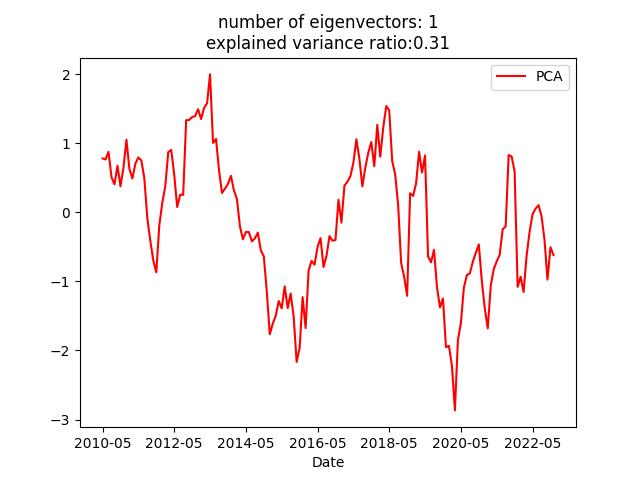 number of eigenvectors: 1
explained variance ratio:0.31
PCA
2
1
0
−1
−2
−3
2010-05 2012-05 2014-05 2016-05 2018-05 2020-05 2022-05
Date